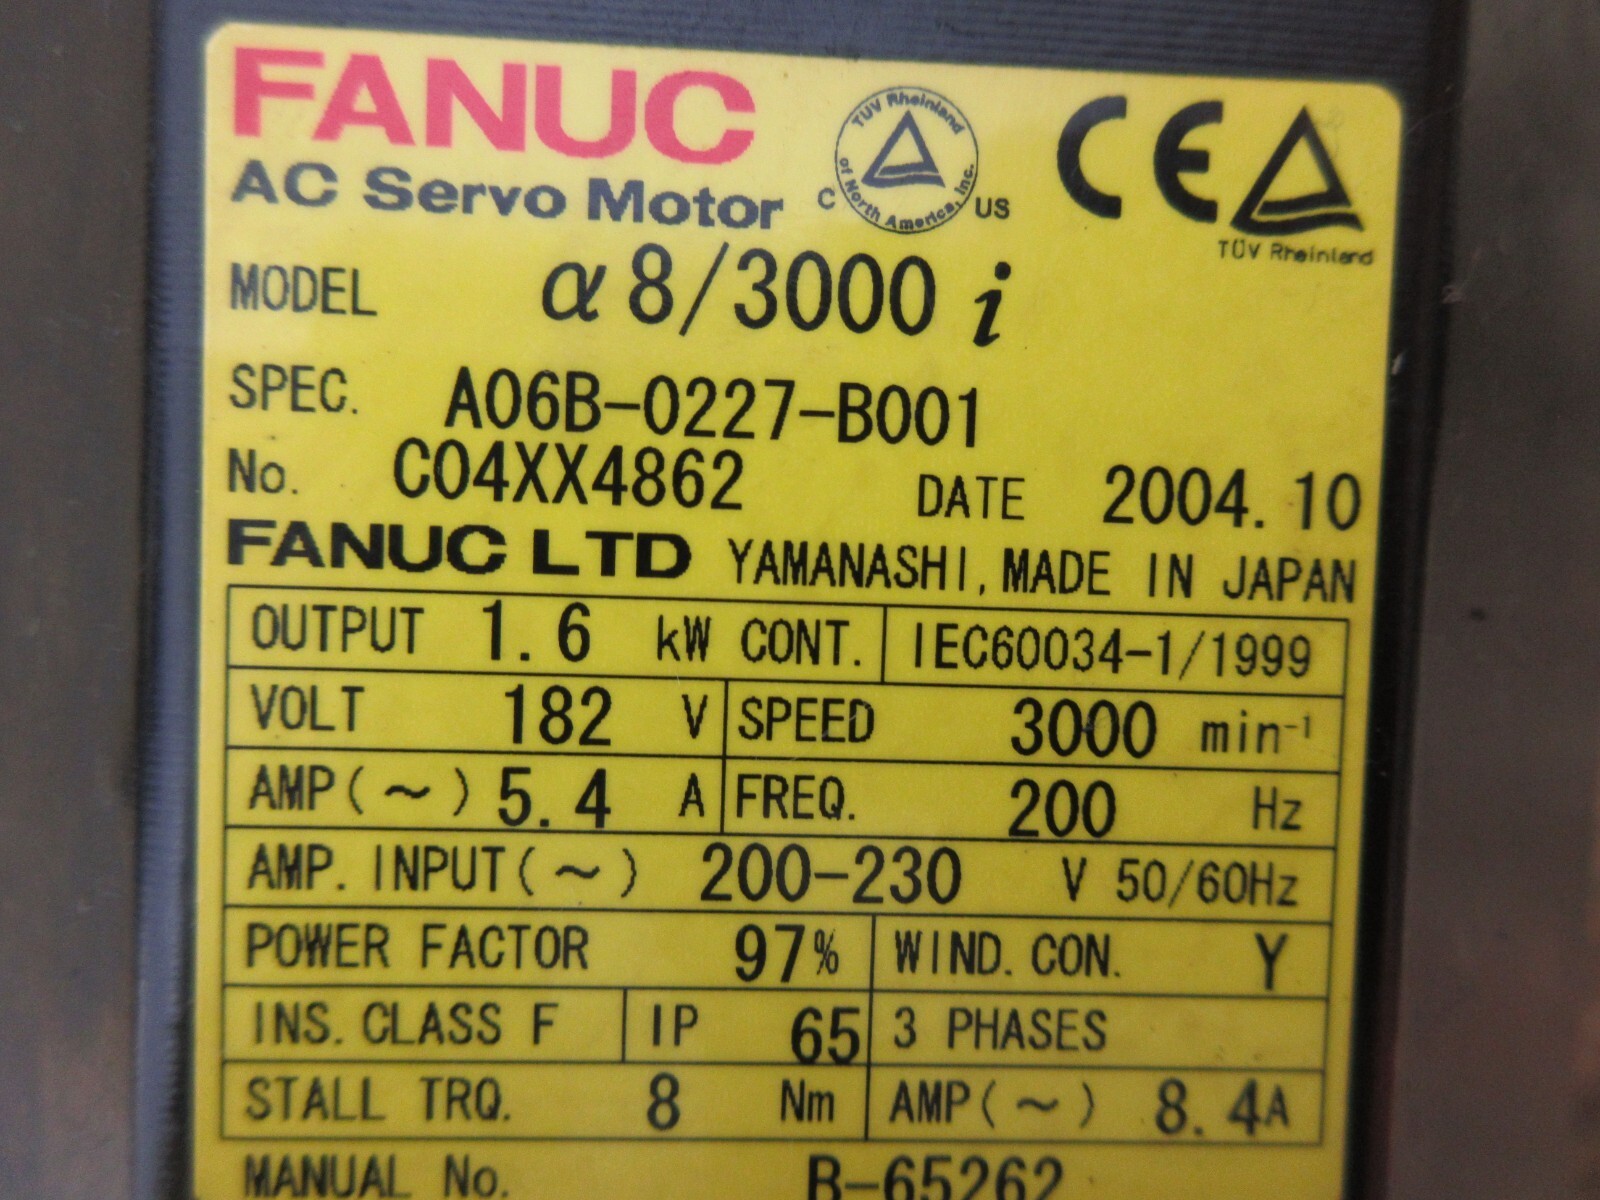 FANUC
AC Servo Motor
TÜV Rheinland of North America, Inc.
C US
CE
TÜV Rheinland
MODEL α8/3000i
SPEC. A06B-0227-B001
No. C04XX4862 DATE 2004.10
FANUC LTD YAMANASHI, MADE IN JAPAN
OUTPUT 1.6 kW CONT. IEC60034-1/1999
VOLT 182 V SPEED 3000 min⁻¹
AMP(~) 5.4 A FREQ. 200 Hz
AMP. INPUT(~) 200-230 V 50/60Hz
POWER FACTOR 97% WIND. CON. Y
INS. CLASS F IP 65 3 PHASES
STALL TRQ. 8 Nm AMP(~) 8.4A
MANUAL No. B-65262